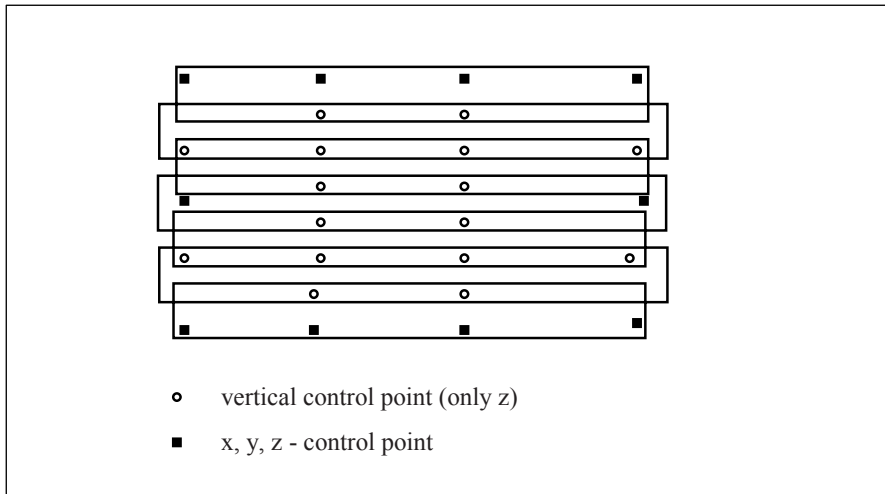 vertical control point (only z)
x, y, z - control point